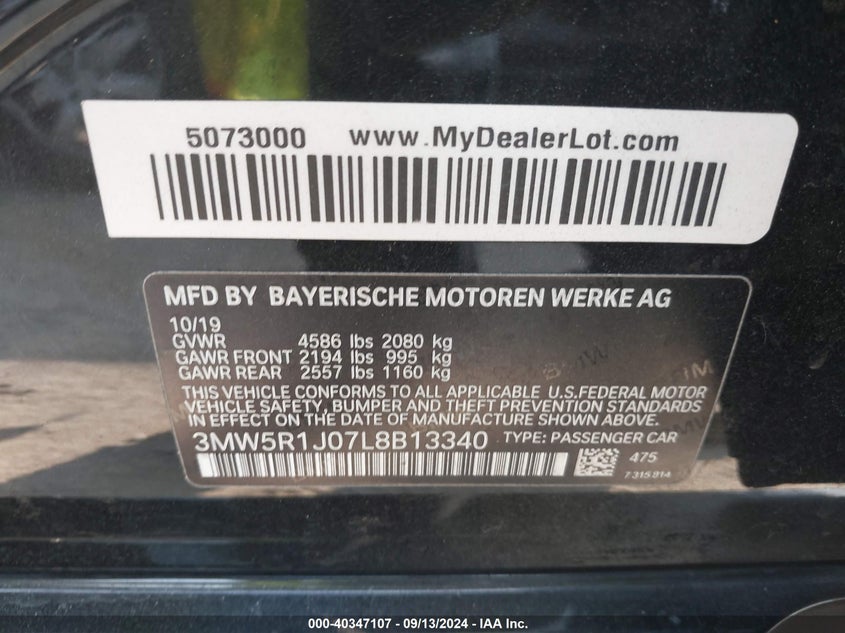 5073000 www.MyDealerLot.com
MFD BY BAYERISCHE MOTOREN WERKE AG
10/19
GVWR 4586 lbs 2080 kg
GAWR FRONT 2194 lbs 995 kg
GAWR REAR 2557 lbs 1160 kg
THIS VEHICLE CONFORMS TO ALL APPLICABLE U.S.FEDERAL MOTOR
VEHICLE SAFETY, BUMPER AND THEFT PREVENTION STANDARDS
IN EFFECT ON THE DATE OF MANUFACTURE SHOWN ABOVE.
3MW5R1J07L8B13340 TYPE: PASSENGER CAR
475
7 315 814
000-40347107 - 09/13/2024 - IAA Inc.